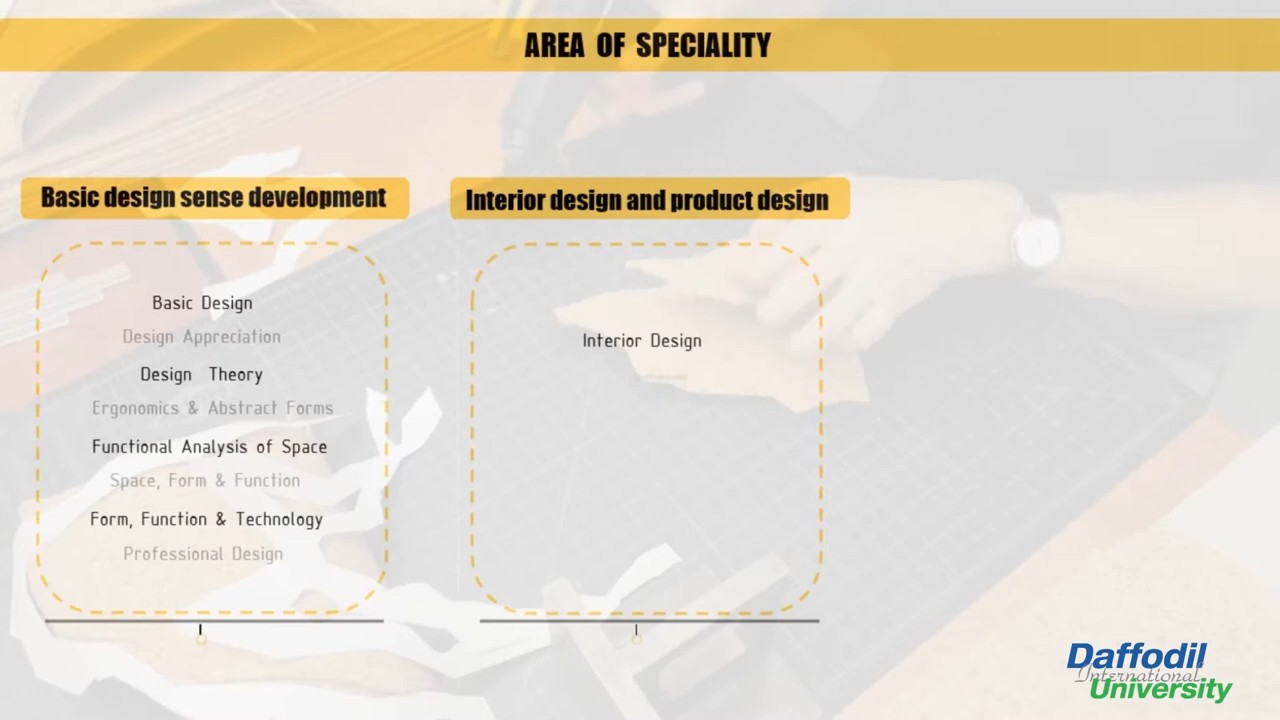 AREA OF SPECIALITY
Basic design sense development
Basic Design
Design Appreciation
Design Theory
Ergonomics & Abstract Forms
Functional Analysis of Space
Space, Form & Function
Form, Function & Technology
Professional Design
Interior design and product design
Interior Design
Daffodil
International
University